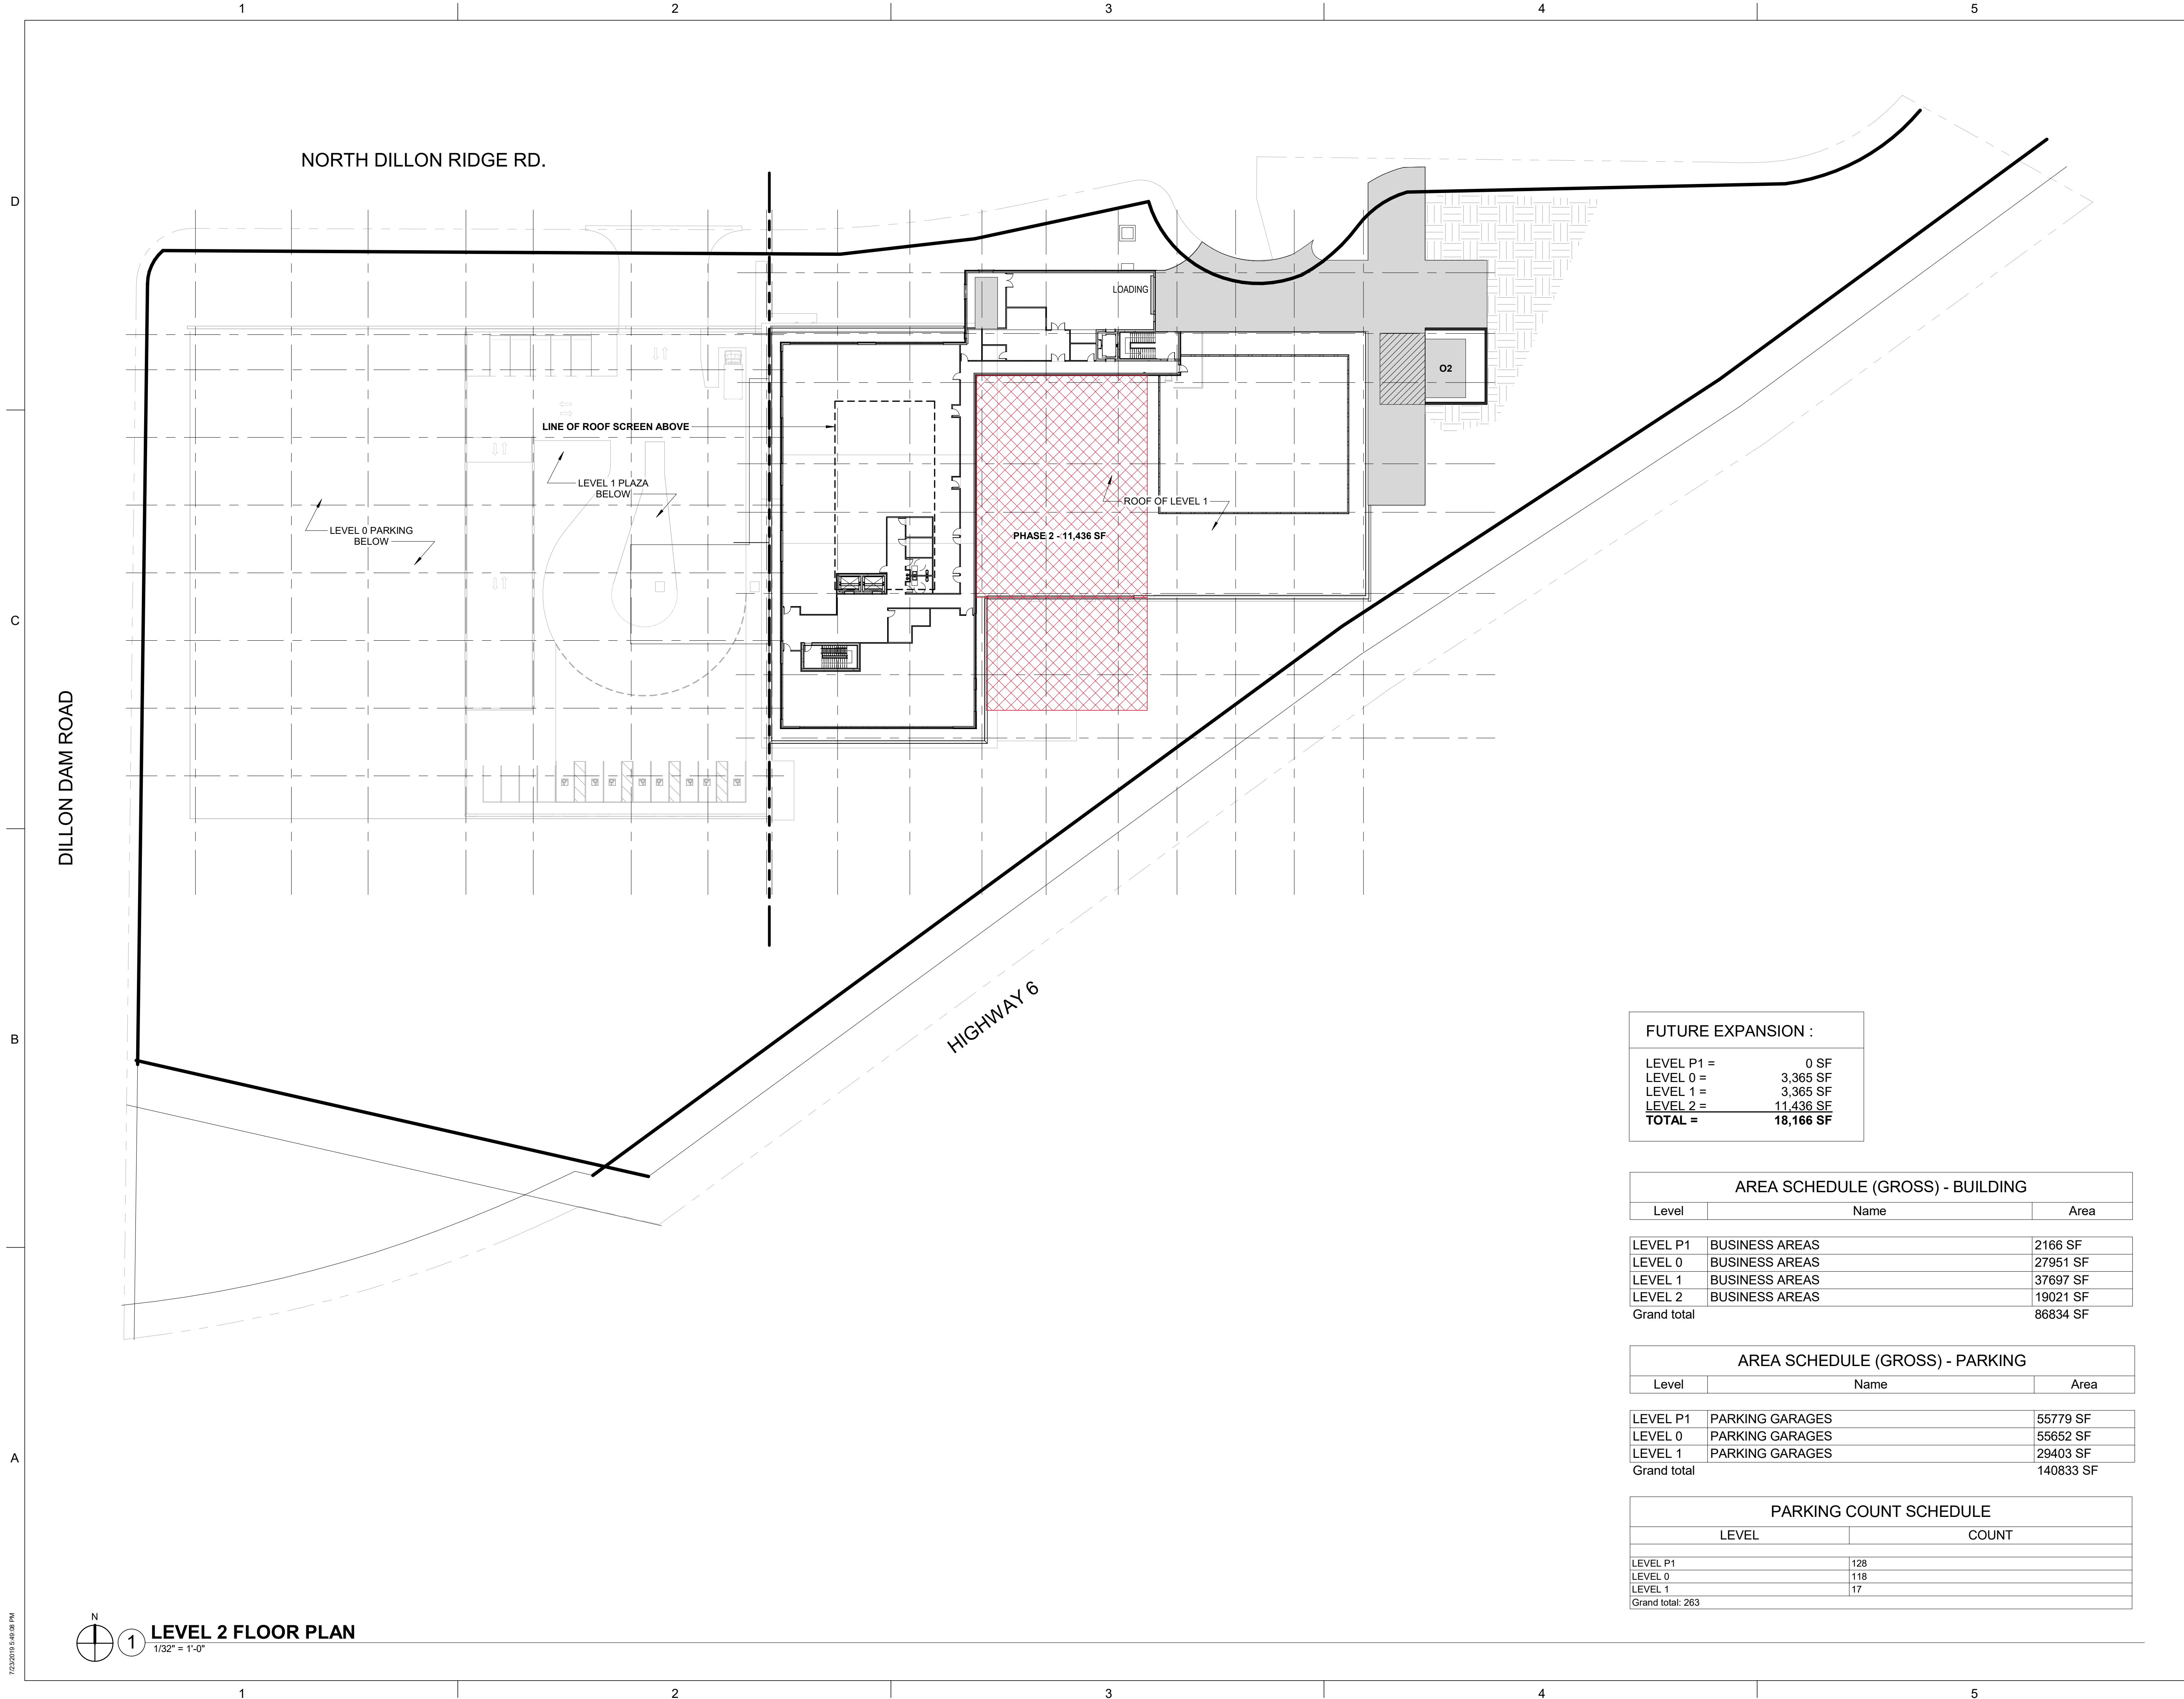 1 2 3 4 5
D
C
B
A
NORTH DILLON RIDGE RD.
LOADING
O2
LINE OF ROOF SCREEN ABOVE
LEVEL 1 PLAZA
BELOW
LEVEL 0 PARKING
BELOW
ROOF OF LEVEL 1
PHASE 2 - 11,436 SF
DILLON DAM ROAD
HIGHWAY 6
FUTURE EXPANSION :
LEVEL P1 = 0 SF
LEVEL 0 = 3,365 SF
LEVEL 1 = 3,365 SF
LEVEL 2 = 11,436 SF
TOTAL = 18,166 SF
AREA SCHEDULE (GROSS) - BUILDING
Level Name Area
LEVEL P1 BUSINESS AREAS 2166 SF
LEVEL 0 BUSINESS AREAS 27951 SF
LEVEL 1 BUSINESS AREAS 37697 SF
LEVEL 2 BUSINESS AREAS 19021 SF
Grand total 86834 SF
AREA SCHEDULE (GROSS) - PARKING
Level Name Area
LEVEL P1 PARKING GARAGES 55779 SF
LEVEL 0 PARKING GARAGES 55652 SF
LEVEL 1 PARKING GARAGES 29403 SF
Grand total 140833 SF
PARKING COUNT SCHEDULE
LEVEL COUNT
LEVEL P1 128
LEVEL 0 118
LEVEL 1 17
Grand total: 263
N
1 LEVEL 2 FLOOR PLAN
1/32" = 1'-0"
7/23/2019 5:49:08 PM
1 2 3 4 5